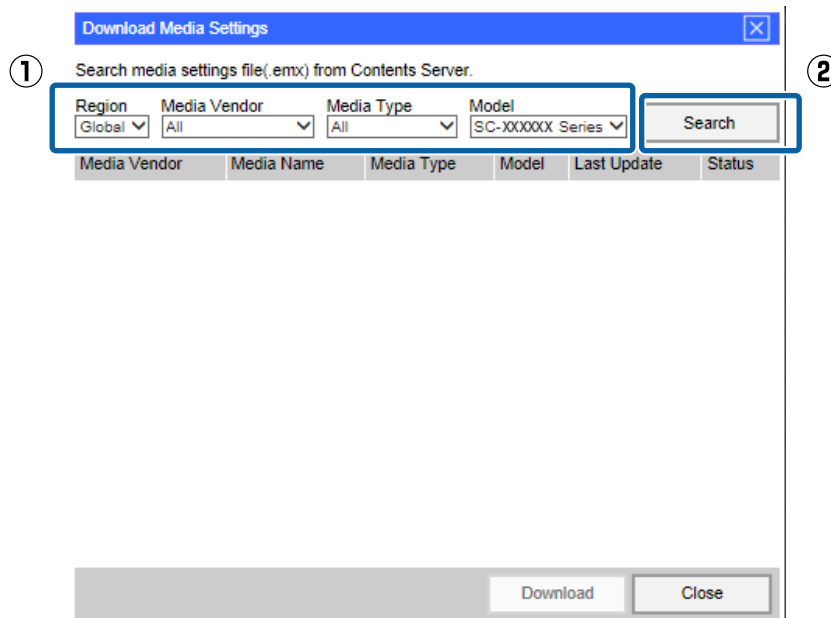 Download Media Settings
① Search media settings file(.emx) from Contents Server. ②
Region Media Vendor Media Type Model
Global All All SC-XXXXXX Series Search
Media Vendor Media Name Media Type Model Last Update Status
Download Close